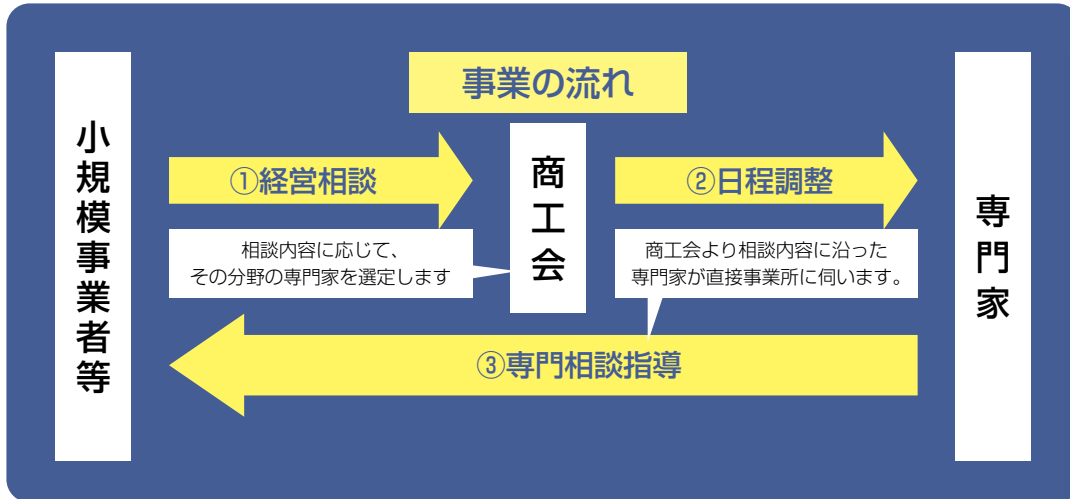 事業の流れ
小規模事業者等
①経営相談
商工会
②日程調整
専門家
相談内容に応じて、
その分野の専門家を選定します
商工会より相談内容に沿った
専門家が直接事業所に伺います。
③専門相談指導